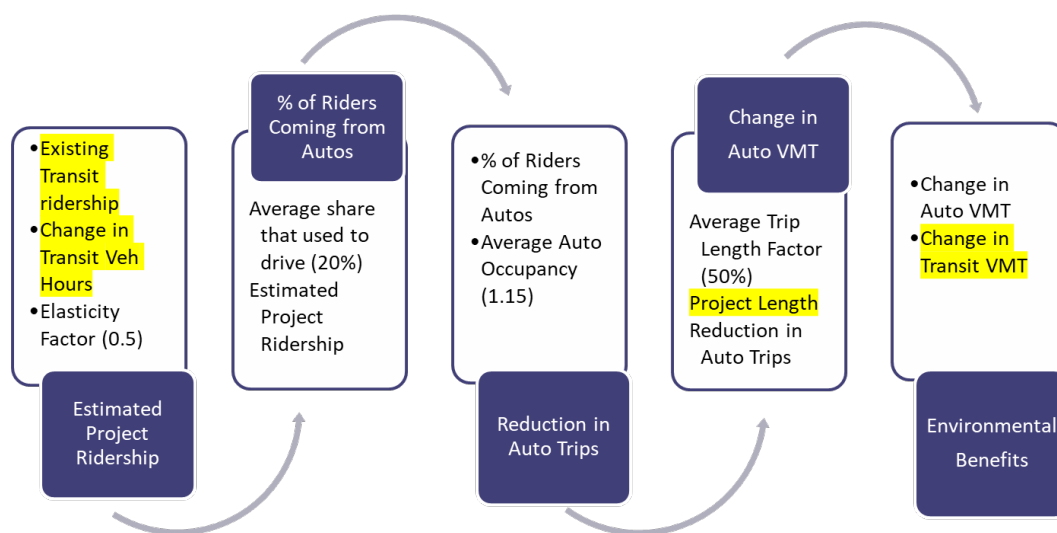 •Existing
Transit
ridership
•Change in
Transit Veh
Hours
•Elasticity
Factor (0.5)
Estimated
Project
Ridership
% of Riders
Coming from
Autos
Average share
that used to
drive (20%)
Estimated
Project
Ridership
•% of Riders
Coming from
Autos
•Average Auto
Occupancy
(1.15)
Reduction in
Auto Trips
Change in
Auto VMT
Average Trip
Length Factor
(50%)
Project Length
Reduction in
Auto Trips
•Change in
Auto VMT
•Change in
Transit VMT
Environmental
Benefits